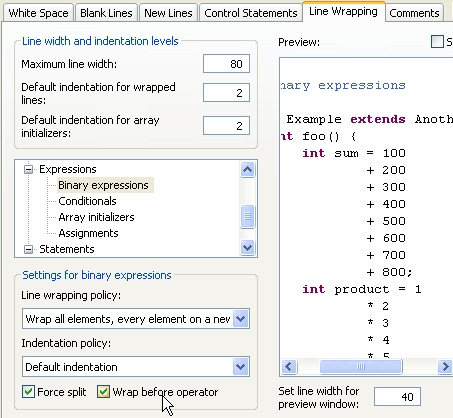 White Space Blank Lines New Lines Control Statements Line Wrapping Comments
Line width and indentation levels
Maximum line width: 80
Default indentation for wrapped
lines: 2
Default indentation for array
initializers: 2
Expressions
Binary expressions
Conditionals
Array initializers
Assignments
Statements
Settings for binary expressions
Line wrapping policy:
Wrap all elements, every element on a new
Indentation policy:
Default indentation
Force split Wrap before operator
Preview: S
nary expressions
Example extends Anoth
nt foo() {
int sum = 100
+ 200
+ 300
+ 400
+ 500
+ 600
+ 700
+ 800;
int product = 1
* 2
* 3
* 4
* 5
Set line width for
preview window: 40